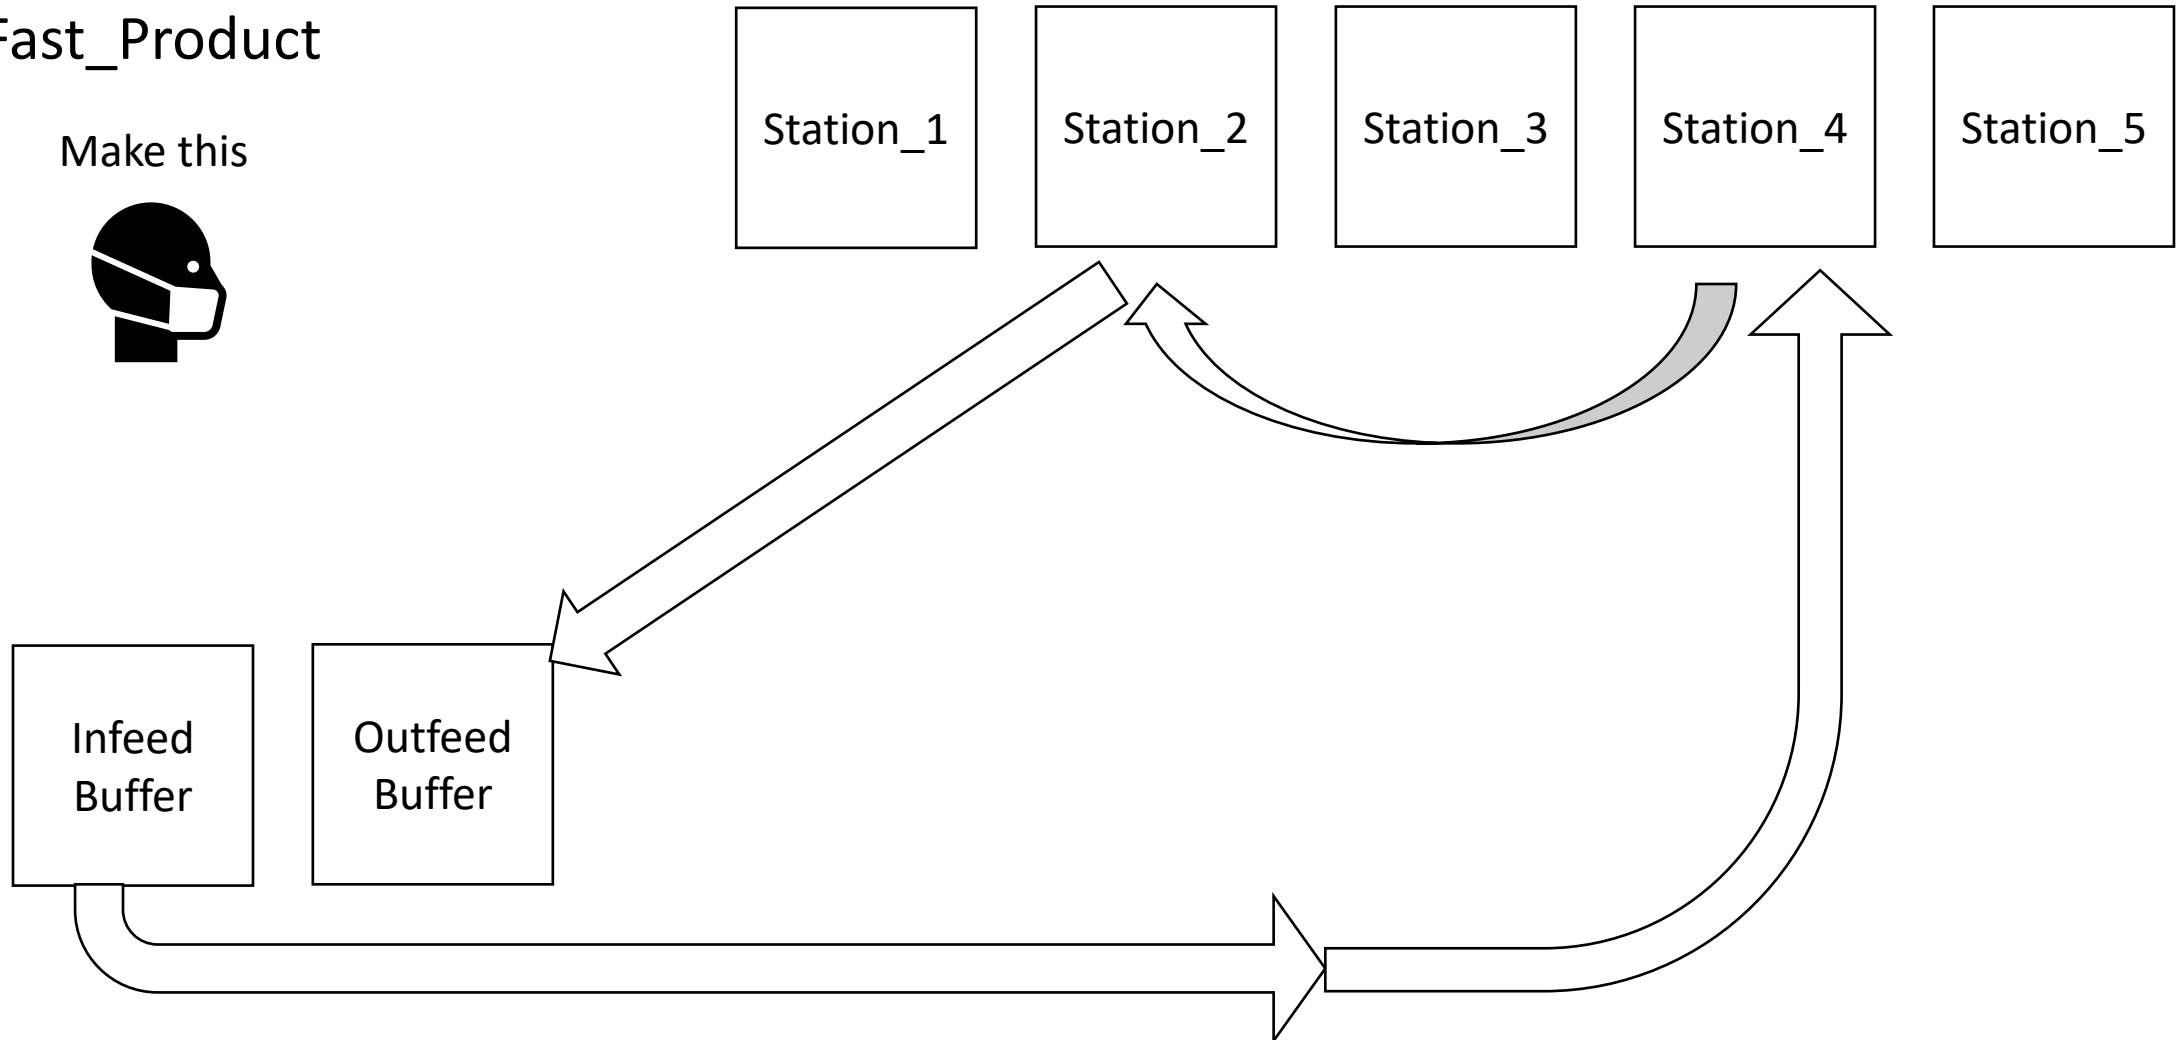 Fast_Product
Make this
Station_1
Station_2
Station_3
Station_4
Station_5
Infeed
Buffer
Outfeed
Buffer